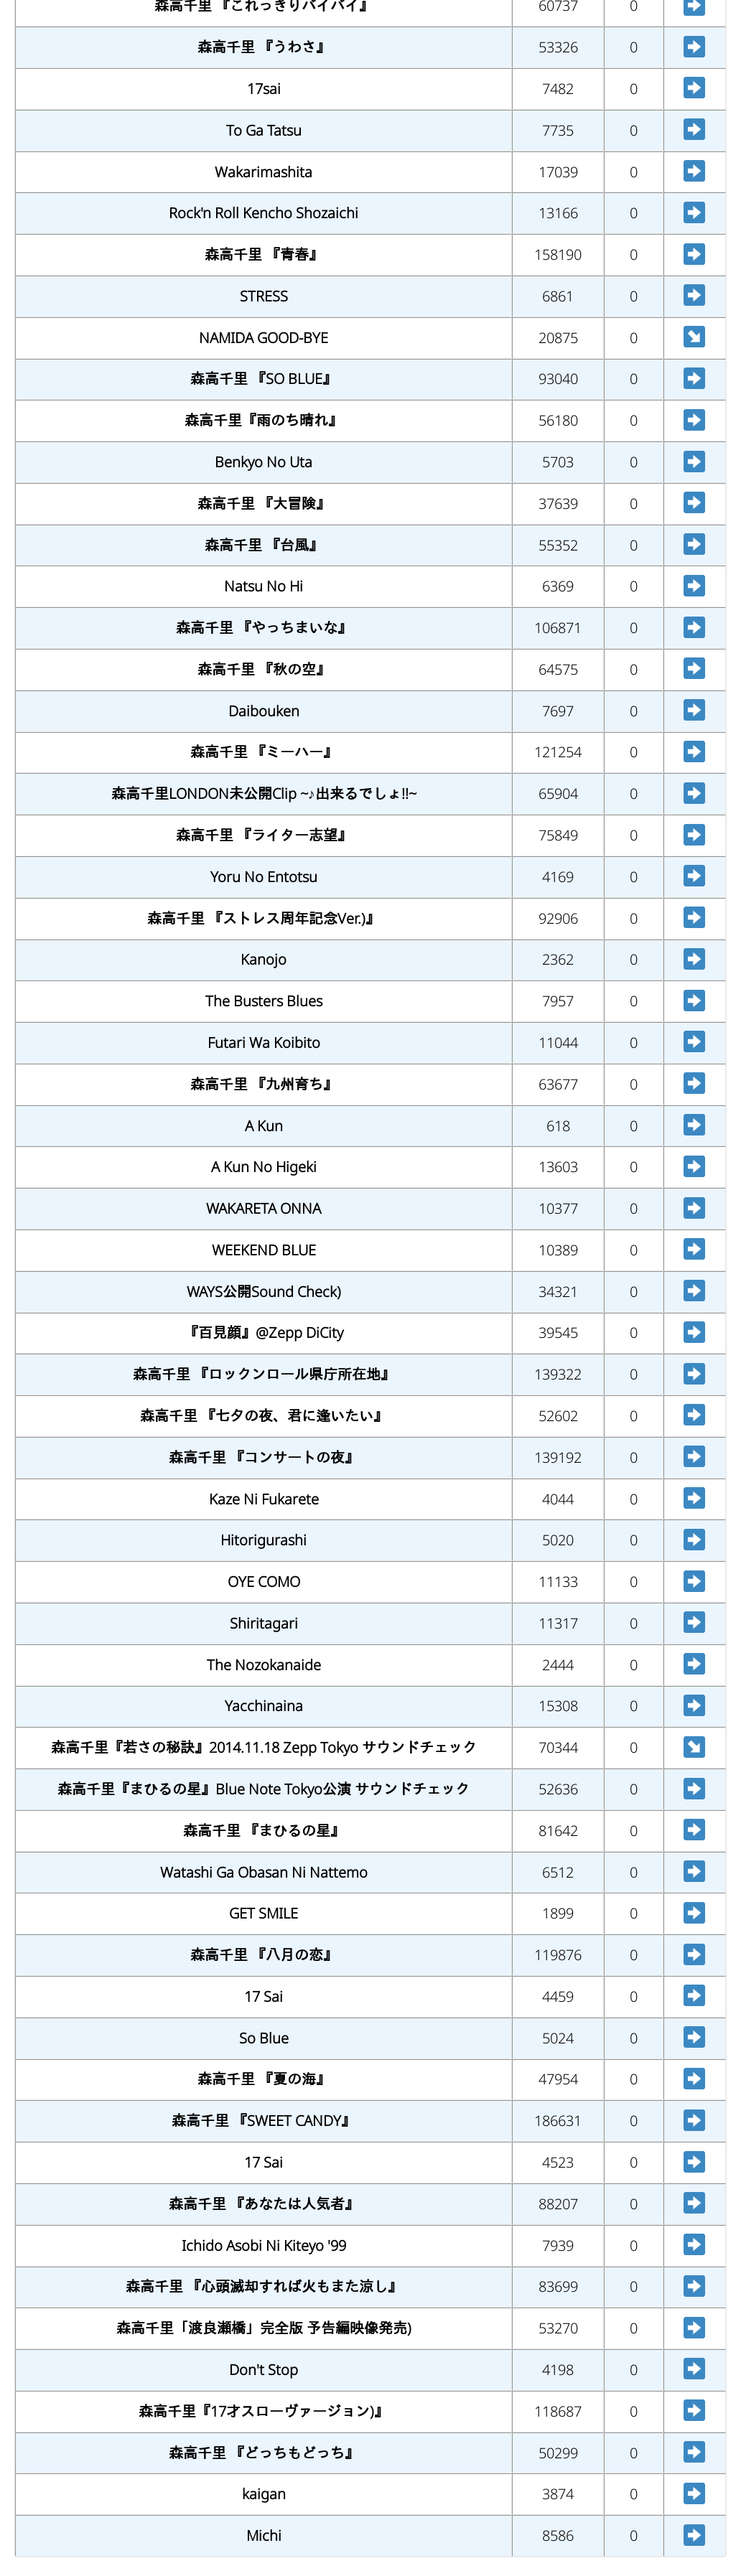 森高千里 『これっきりバイバイ』 60737 0
森高千里 『うわさ』 53326 0
17sai 7482 0
To Ga Tatsu 7735 0
Wakarimashita 17039 0
Rock'n Roll Kencho Shozaichi 13166 0
森高千里 『青春』 158190 0
STRESS 6861 0
NAMIDA GOOD-BYE 20875 0
森高千里 『SO BLUE』 93040 0
森高千里『雨のち晴れ』 56180 0
Benkyo No Uta 5703 0
森高千里 『大冒険』 37639 0
森高千里 『台風』 55352 0
Natsu No Hi 6369 0
森高千里 『やっちまいな』 106871 0
森高千里 『秋の空』 64575 0
Daibouken 7697 0
森高千里 『ミーハー』 121254 0
森高千里LONDON未公開Clip ~♪出来るでしょ!!~ 65904 0
森高千里 『ライター志望』 75849 0
Yoru No Entotsu 4169 0
森高千里 『ストレス周年記念Ver.)』 92906 0
Kanojo 2362 0
The Busters Blues 7957 0
Futari Wa Koibito 11044 0
森高千里 『九州育ち』 63677 0
A Kun 618 0
A Kun No Higeki 13603 0
WAKARETA ONNA 10377 0
WEEKEND BLUE 10389 0
WAYS公開Sound Check) 34321 0
『百見顔』@Zepp DiCity 39545 0
森高千里 『ロックンロール県庁所在地』 139322 0
森高千里 『七夕の夜、君に逢いたい』 52602 0
森高千里 『コンサートの夜』 139192 0
Kaze Ni Fukarete 4044 0
Hitorigurashi 5020 0
OYE COMO 11133 0
Shiritagari 11317 0
The Nozokanaide 2444 0
Yacchinaina 15308 0
森高千里『若さの秘訣』2014.11.18 Zepp Tokyo サウンドチェック 70344 0
森高千里『まひるの星』Blue Note Tokyo公演 サウンドチェック 52636 0
森高千里 『まひるの星』 81642 0
Watashi Ga Obasan Ni Nattemo 6512 0
GET SMILE 1899 0
森高千里 『八月の恋』 119876 0
17 Sai 4459 0
So Blue 5024 0
森高千里 『夏の海』 47954 0
森高千里 『SWEET CANDY』 186631 0
17 Sai 4523 0
森高千里 『あなたは人気者』 88207 0
Ichido Asobi Ni Kiteyo '99 7939 0
森高千里 『心頭滅却すれば火もまた涼し』 83699 0
森高千里「渡良瀬橋」完全版 予告編映像発売) 53270 0
Don't Stop 4198 0
森高千里『17才スローヴァージョン)』 118687 0
森高千里 『どっちもどっち』 50299 0
kaigan 3874 0
Michi 8586 0